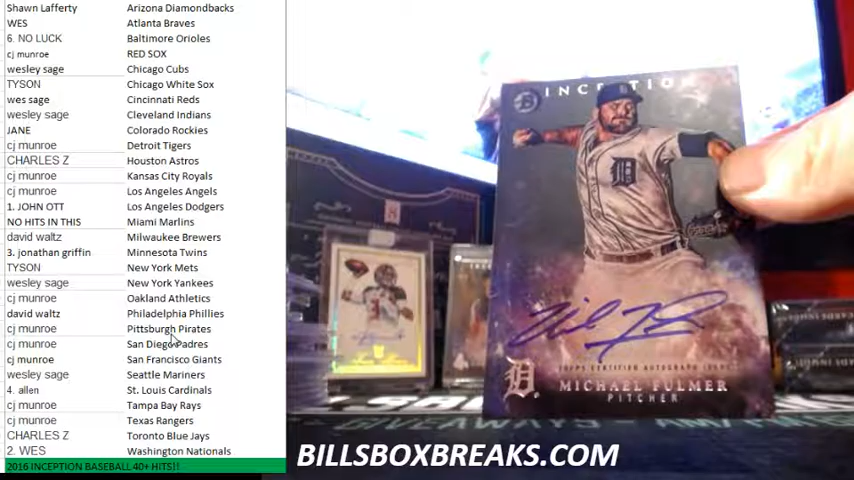 Shawn Lafferty Arizona Diamondbacks
WES Atlanta Braves
6. NO LUCK Baltimore Orioles
cj munroe RED SOX
wesley sage Chicago Cubs
TYSON Chicago White Sox
wes sage Cincinnati Reds
wesley sage Cleveland Indians
JANE Colorado Rockies
cj munroe Detroit Tigers
CHARLES Z Houston Astros
cj munroe Kansas City Royals
cj munroe Los Angeles Angels
1. JOHN OTT Los Angeles Dodgers
NO HITS IN THIS Miami Marlins
david waltz Milwaukee Brewers
3. jonathan griffin Minnesota Twins
TYSON New York Mets
wesley sage New York Yankees
cj munroe Oakland Athletics
david waltz Philadelphia Phillies
cj munroe Pittsburgh Pirates
cj munroe San Diego Padres
cj munroe San Francisco Giants
wesley sage Seattle Mariners
4. allen St. Louis Cardinals
cj munroe Tampa Bay Rays
cj munroe Texas Rangers
CHARLES Z Toronto Blue Jays
2. WES Washington Nationals
2016 INCEPTION BASEBALL 40+ HITS!!
INCEPTION
TOPPS CERTIFIED AUTOGRAPH ISSUE
MICHAEL FULMER
PITCHER
BILLSBOXBREAKS.COM